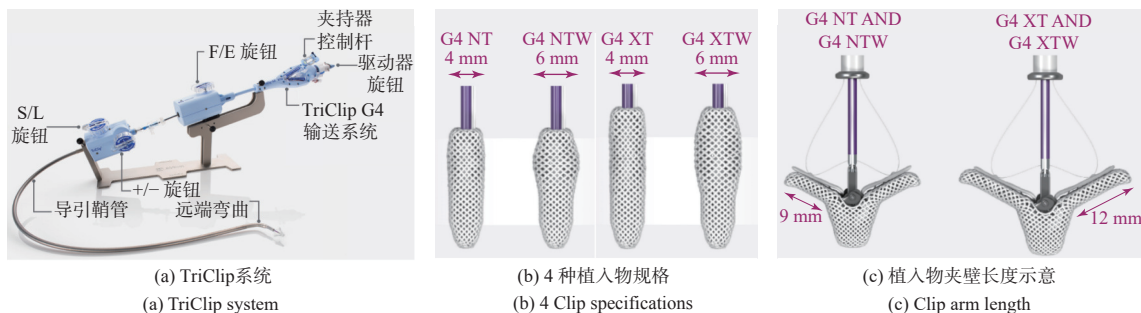 夹持器
控制杆
F/E 旋钮
驱动器
旋钮
S/L
旋钮
TriClip G4
输送系统
+/− 旋钮
导引鞘管
远端弯曲
(a) TriClip系统
(a) TriClip system
G4 NT
4 mm
G4 NTW
6 mm
G4 XT
4 mm
G4 XTW
6 mm
(b) 4 种植入物规格
(b) 4 Clip specifications
G4 NT AND
G4 NTW
9 mm
G4 XT AND
G4 XTW
12 mm
(c) 植入物夹壁长度示意
(c) Clip arm length